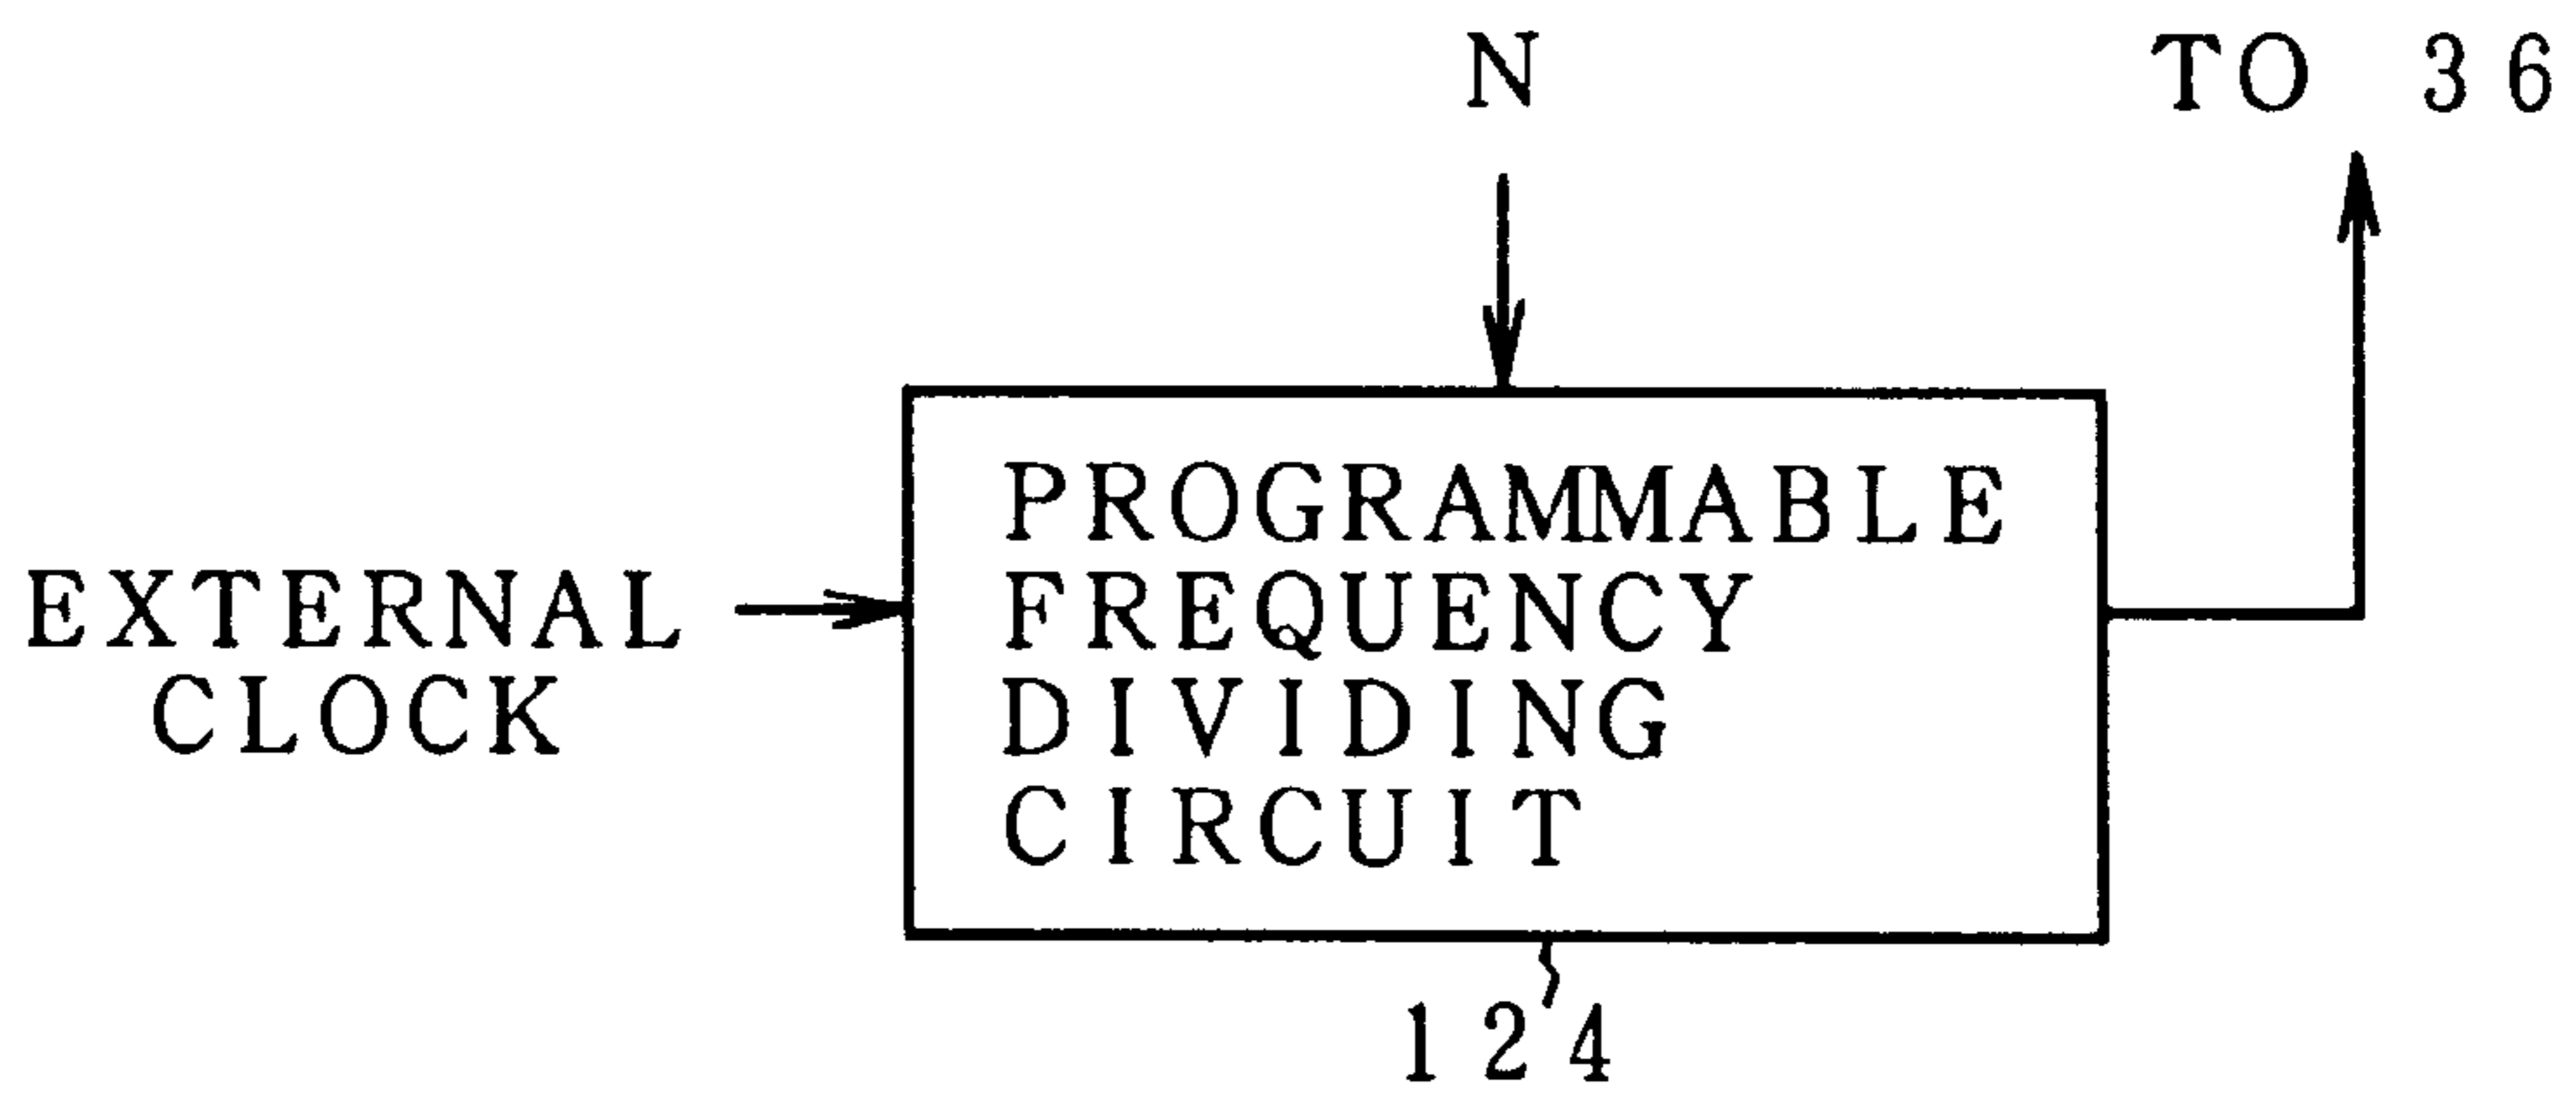 N
TO 36
EXTERNAL
CLOCK
PROGRAMMABLE
FREQUENCY
DIVIDING
CIRCUIT
124